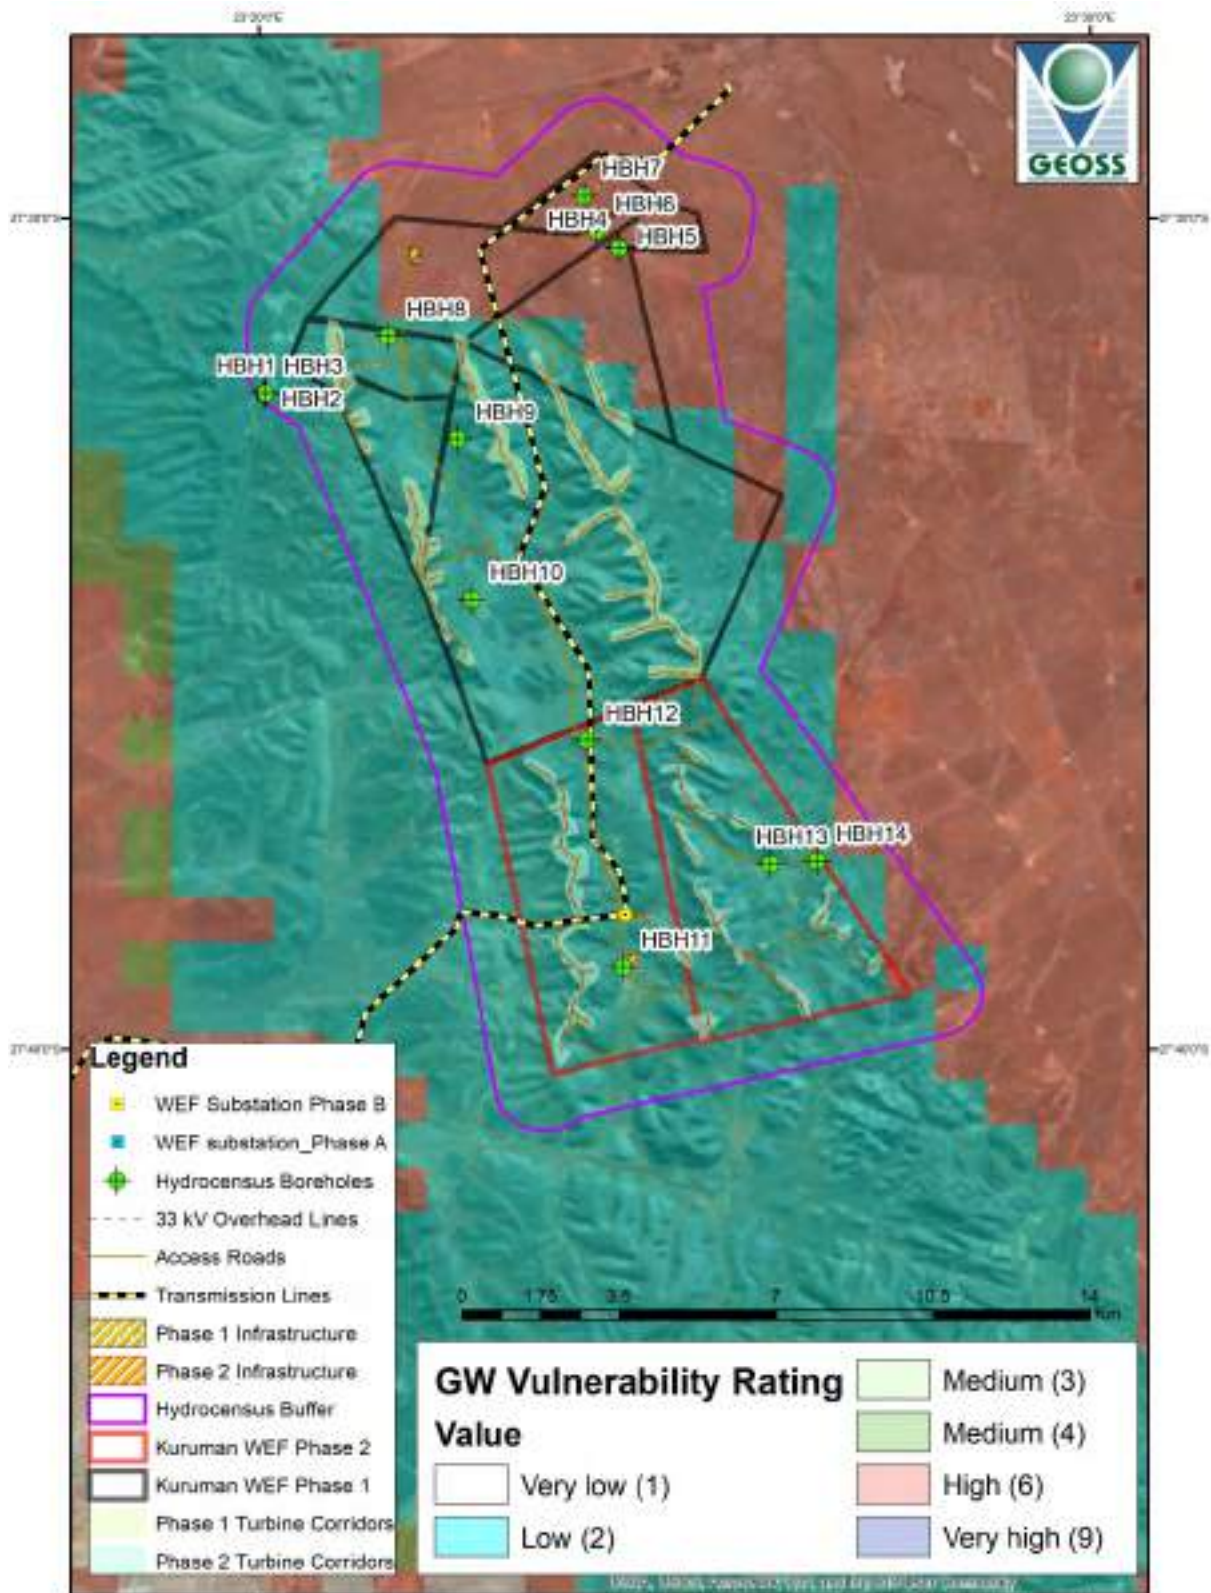 GEOSS
HBH7
HBH6
HBH4
HBH5
HBH8
HBH1
HBH3
HBH2
HBH9
HBH10
HBH12
HBH13
HBH14
HBH11
Legend
WEF Substation Phase B
WEF substation_Phase A
Hydrocensus Boreholes
33 kV Overhead Lines
Access Roads
Transmission Lines
Phase 1 Infrastructure
Phase 2 Infrastructure
Hydrocensus Buffer
Kuruman WEF Phase 2
Kuruman WEF Phase 1
Phase 1 Turbine Corridors
Phase 2 Turbine Corridors
0 1.75 3.5 7 10.5 14
Km
GW Vulnerability Rating
Value
Very low (1)
Low (2)
Medium (3)
Medium (4)
High (6)
Very high (9)